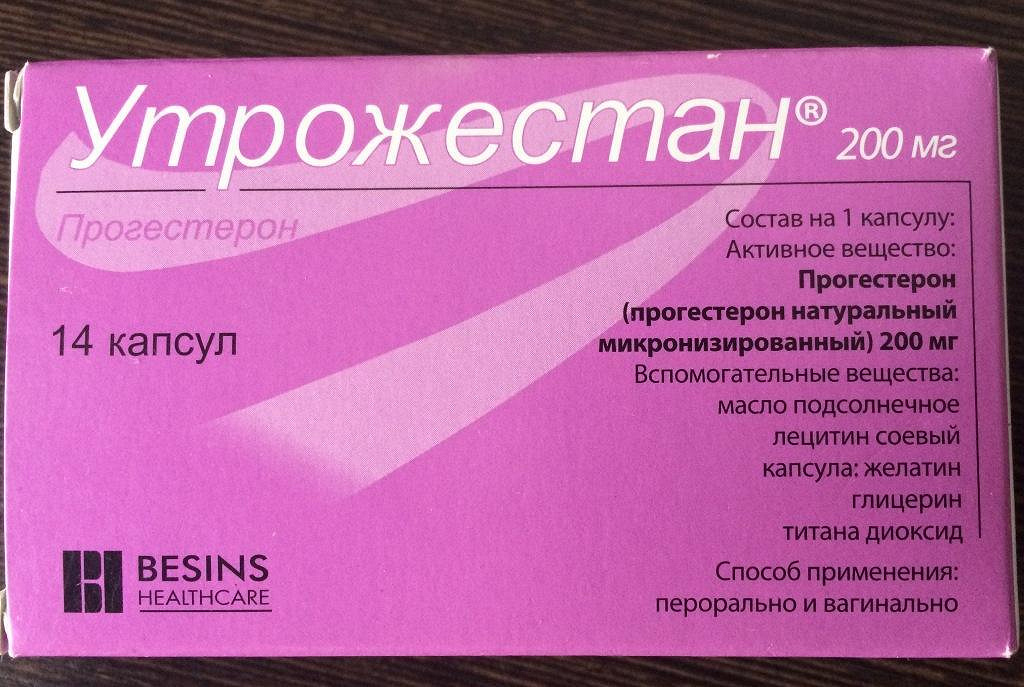 Утрожестан® 200 мг
Прогестерон
14 капсул
Состав на 1 капсулу:
Активное вещество:
Прогестерон
(прогестерон натуральный
микронизированный) 200 мг
Вспомогательные вещества:
масло подсолнечное
лецитин соевый
капсула: желатин
глицерин
титана диоксид
Способ применения:
перорально и вагинально
BESINS
HEALTHCARE